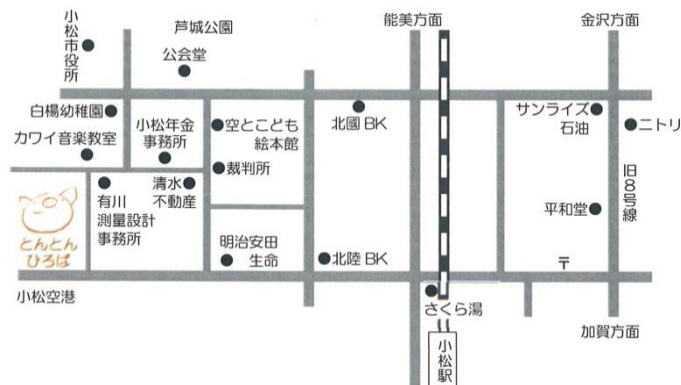 小松市役所
芦城公園
公会堂
能美方面
金沢方面
白楊幼稚園
カワイ音楽教室
小松年金
事務所
空とこども
絵本館
裁判所
北國BK
サンライズ
石油
ニトリ
旧8号線
平和堂
有川
測量設計
事務所
清水
不動産
とんとん
ひろば
明治安田
生命
北陸BK
〒
小松空港
さくら湯
小松駅
加賀方面